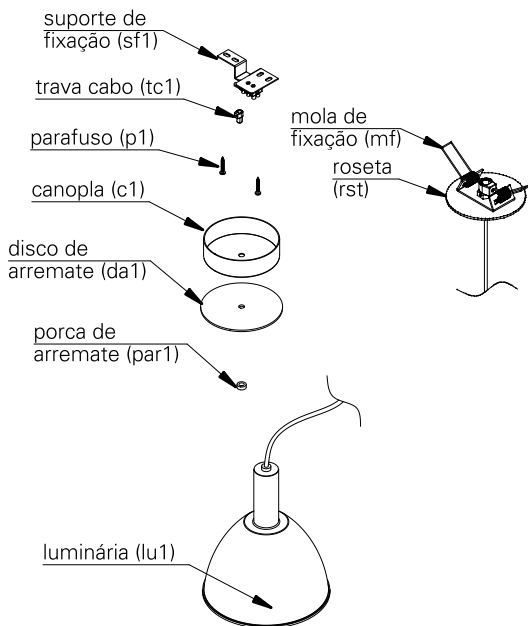 suporte de
fixação (sf1)
trava cabo (tc1)
parafuso (p1)
canopla (c1)
disco de
arremate (da1)
porca de
arremate (par1)
luminária (lu1)
mola de
fixação (mf)
roseta
(rst)